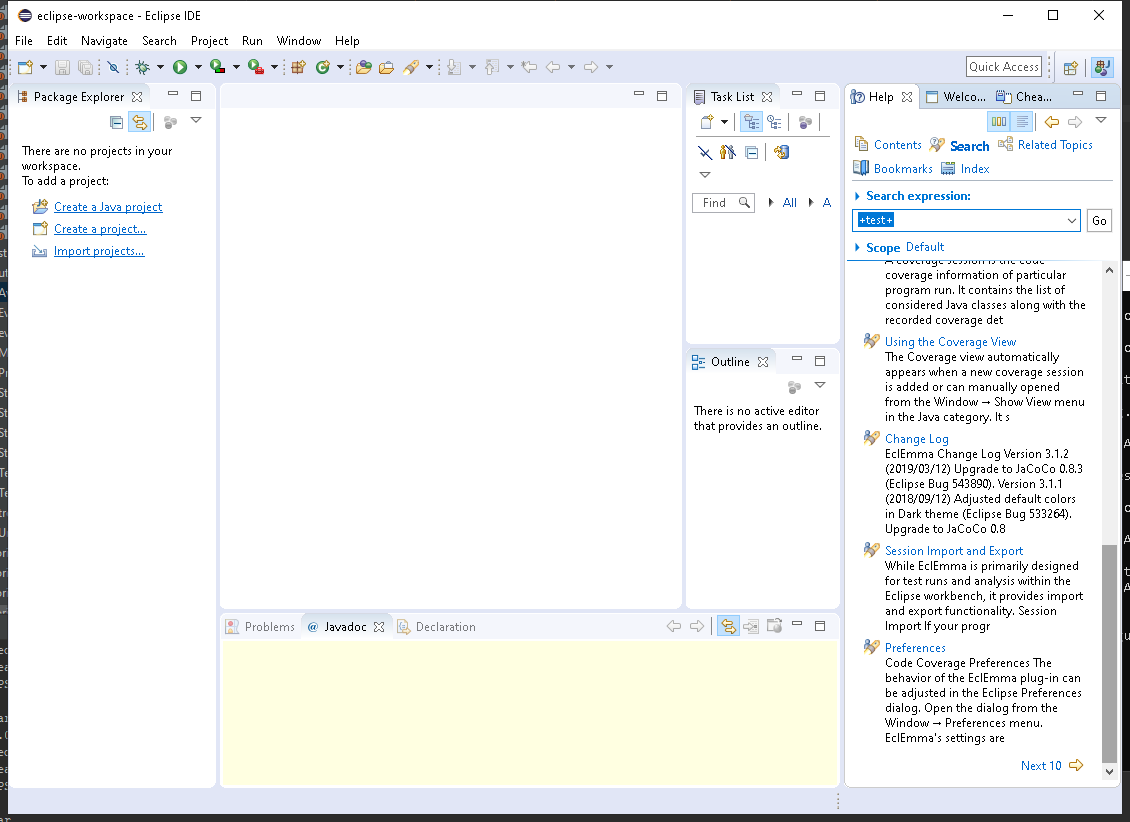 eclipse-workspace - Eclipse IDE
File Edit Navigate Search Project Run Window Help
Quick Access
Package Explorer
There are no projects in your
workspace.
To add a project:
Create a Java project
Create a project...
Import projects...
Task List
Find
All
A
Outline
There is no active editor
that provides an outline.
Problems
@ Javadoc
Declaration
Help
Welco...
Chea...
Contents
Search
Related Topics
Bookmarks
Index
Search expression:
+test+
Go
Scope Default
A coverage session is the code
coverage information of particular
program run. It contains the list of
considered Java classes along with the
recorded coverage det
Using the Coverage View
The Coverage view automatically
appears when a new coverage session
is added or can manually opened
from the Window → Show View menu
in the Java category. It s
Change Log
EclEmma Change Log Version 3.1.2
(2019/03/12) Upgrade to JaCoCo 0.8.3
(Eclipse Bug 543890). Version 3.1.1
(2018/09/12) Adjusted default colors
in Dark theme (Eclipse Bug 533264).
Upgrade to JaCoCo 0.8
Session Import and Export
While EclEmma is primarily designed
for test runs and analysis within the
Eclipse workbench, it provides import
and export functionality. Session
Import If your progr
Preferences
Code Coverage Preferences The
behavior of the EclEmma plug-in can
be adjusted in the Eclipse Preferences
dialog. Open the dialog from the
Window → Preferences menu.
EclEmma's settings are
Next 10